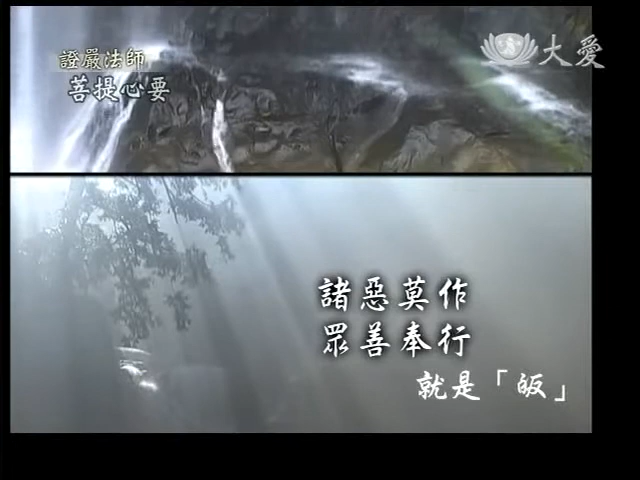 證嚴法師
菩提心要
大愛
諸惡莫作
眾善奉行
就是「皈」